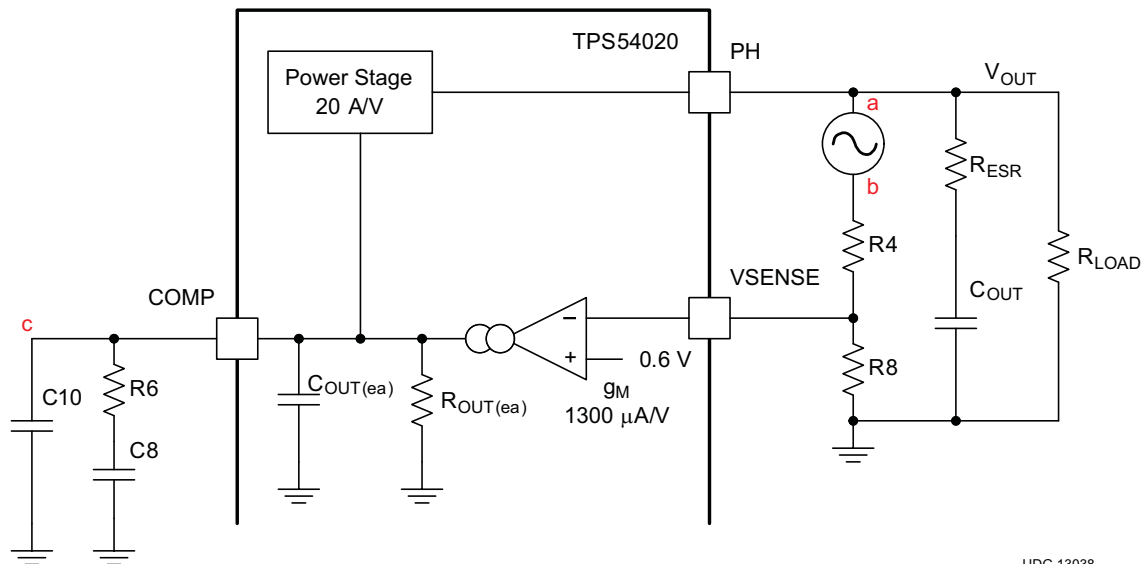 TPS54020
PH
Power Stage
20 A/V
VOUT
a
b
RESR
R4
RLOAD
VSENSE
COUT
COMP
c
0.6 V
R8
C10
R6
COUT(ea)
ROUT(ea)
gM
1300 µA/V
C8
− 
+
UDG-13038